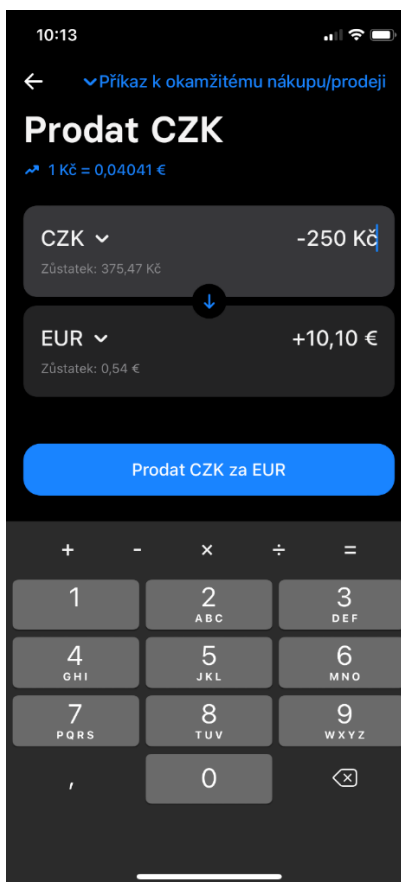 10:13
Příkaz k okamžitému nákupu/prodeji
Prodat CZK
1 Kč = 0,04041 €
CZK -250 Kč
Zůstatek: 375,47 Kč
EUR +10,10 €
Zůstatek: 0,54 €
Prodat CZK za EUR
+ - × ÷ =
1 2 3
ABC DEF
4 5 6
GHI JKL MNO
7 8 9
PQRS TUV WXYZ
, 0